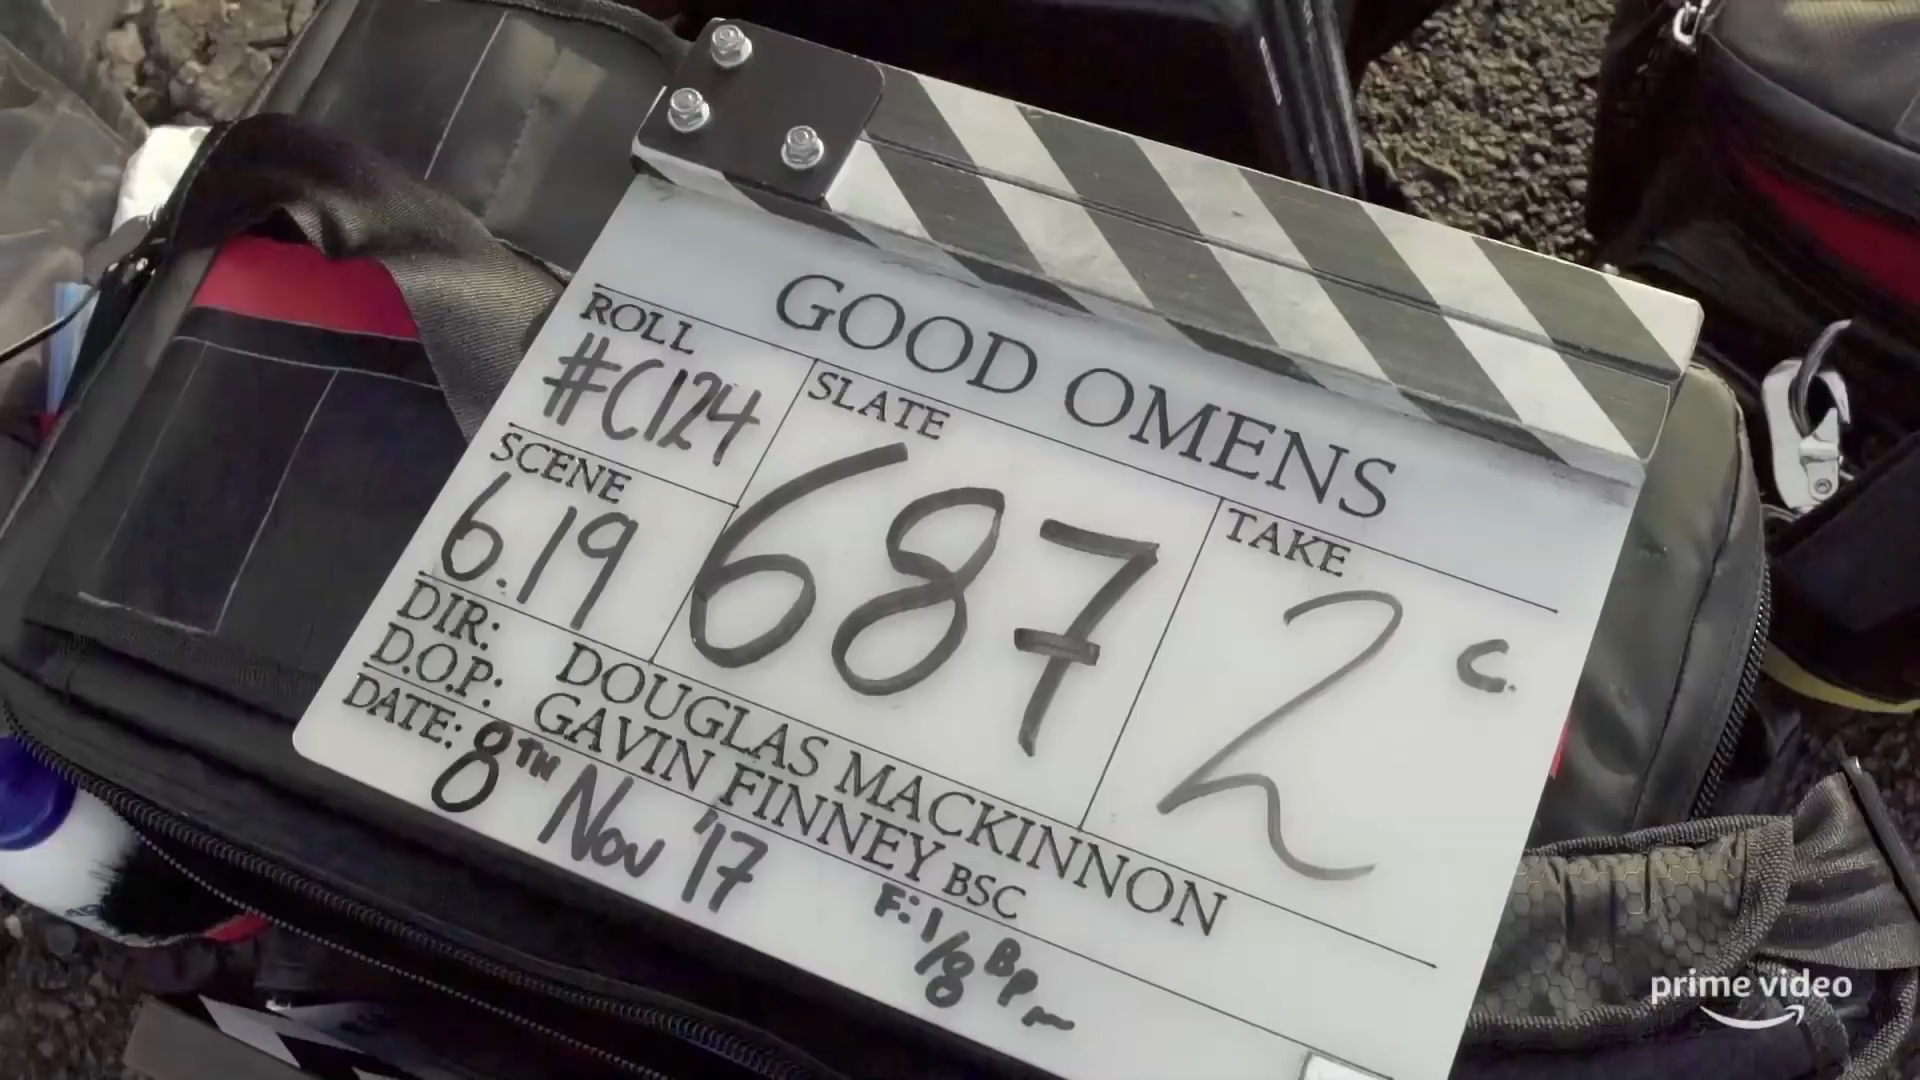 GOOD OMENS
ROLL
#C124
SLATE
687
TAKE
2 C.
SCENE
6.19
DIR: DOUGLAS MACKINNON
D.O.P: GAVIN FINNEY BSC
DATE: 8TH Nov '17
F: 1/8 BPM
prime video